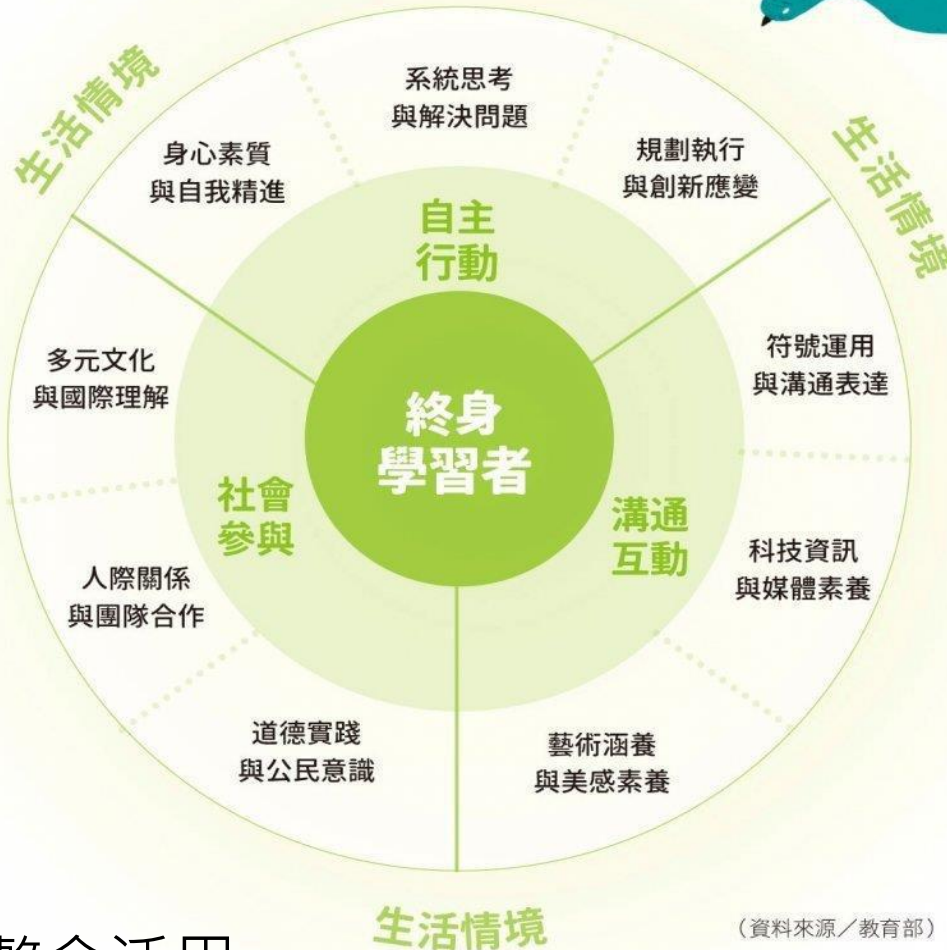 生活情境
生活情境
系統思考
與解決問題
身心素質
與自我精進
規劃執行
與創新應變
自主
行動
多元文化
與國際理解
符號運用
與溝通表達
終身
學習者
社會
參與
溝通
互動
人際關係
與團隊合作
科技資訊
與媒體素養
道德實踐
與公民意識
藝術涵養
與美感素養
生活情境
(資料來源/教育部)